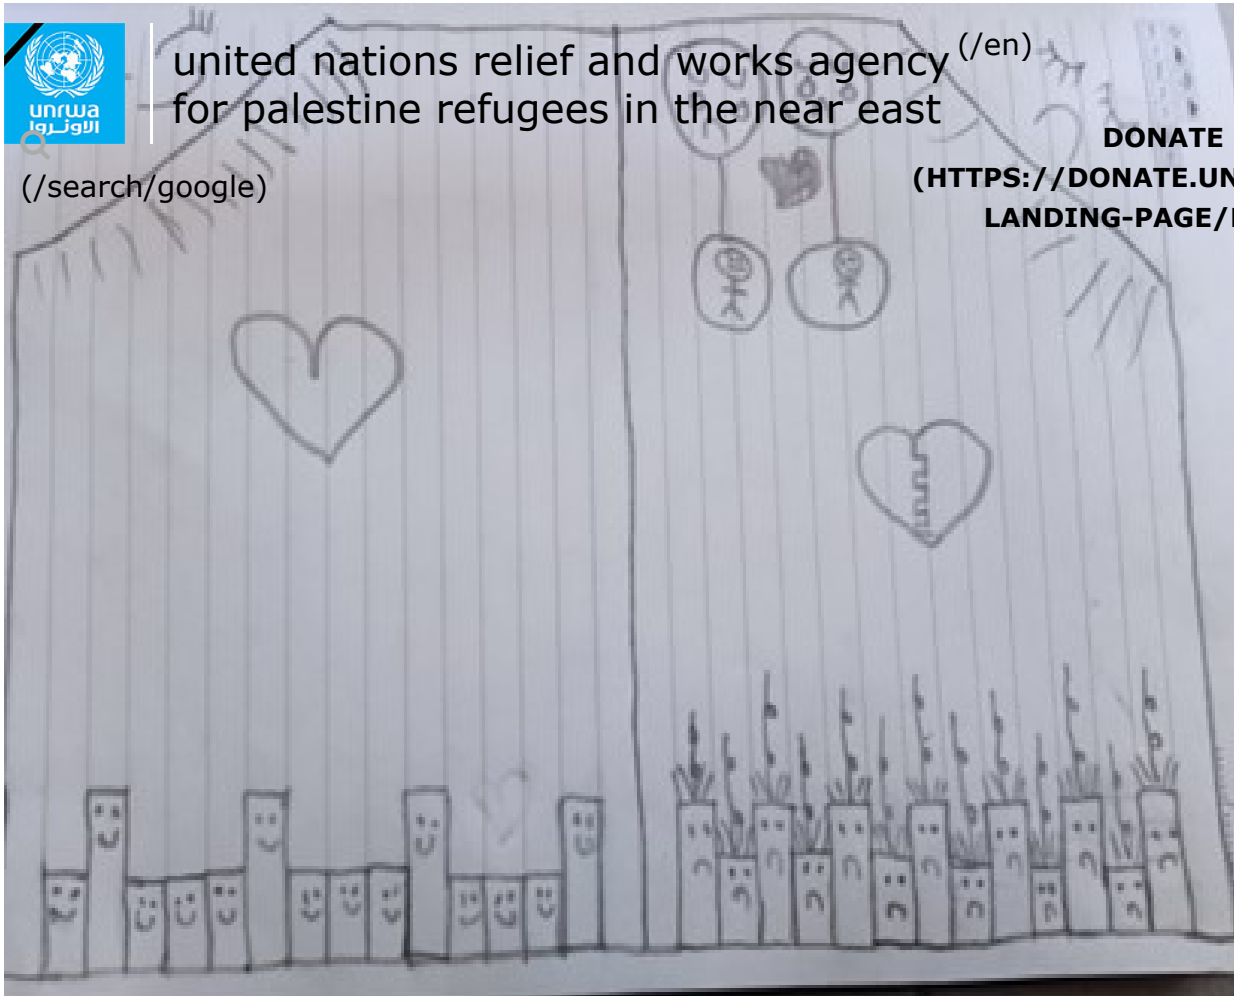 unrwa
الاونروا
united nations relief and works agency (/en)
for palestine refugees in the near east
(/search/google)
DONATE
(HTTPS://DONATE.UN
LANDING-PAGE/